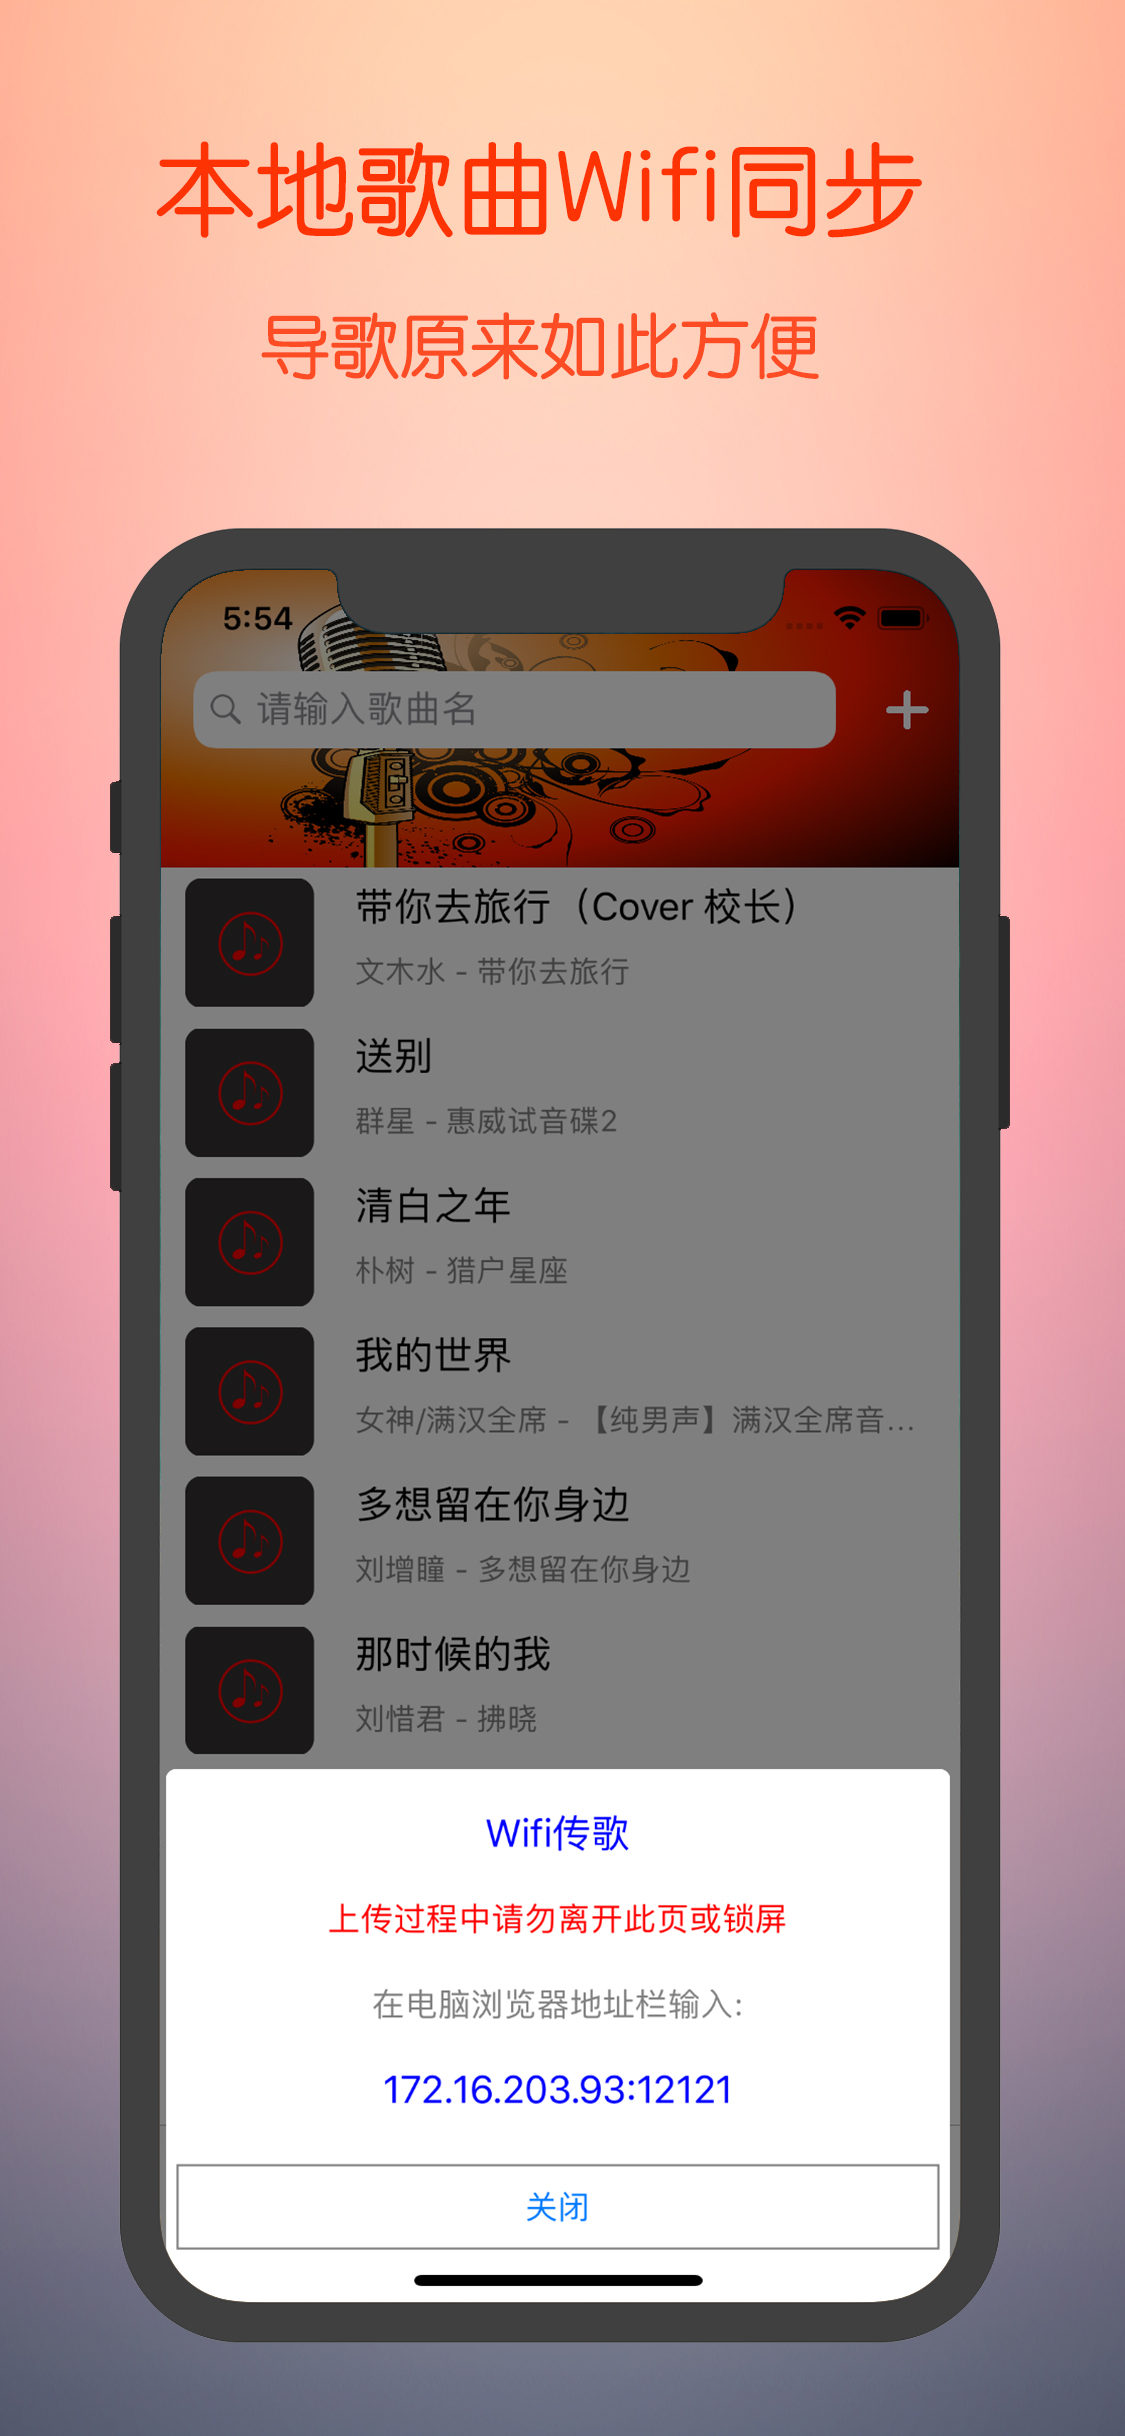 本地歌曲Wifi同步
导歌原来如此方便
5:54
请输入歌曲名
带你去旅行（Cover 校长）
文木水 - 带你去旅行
送别
群星 - 惠威试音碟2
清白之年
朴树 - 猎户星座
我的世界
女神/满汉全席 - 【纯男声】满汉全席音...
多想留在你身边
刘增瞳 - 多想留在你身边
那时候的我
刘惜君 - 拂晓
Wifi传歌
上传过程中请勿离开此页或锁屏
在电脑浏览器地址栏输入:
172.16.203.93:12121
关闭